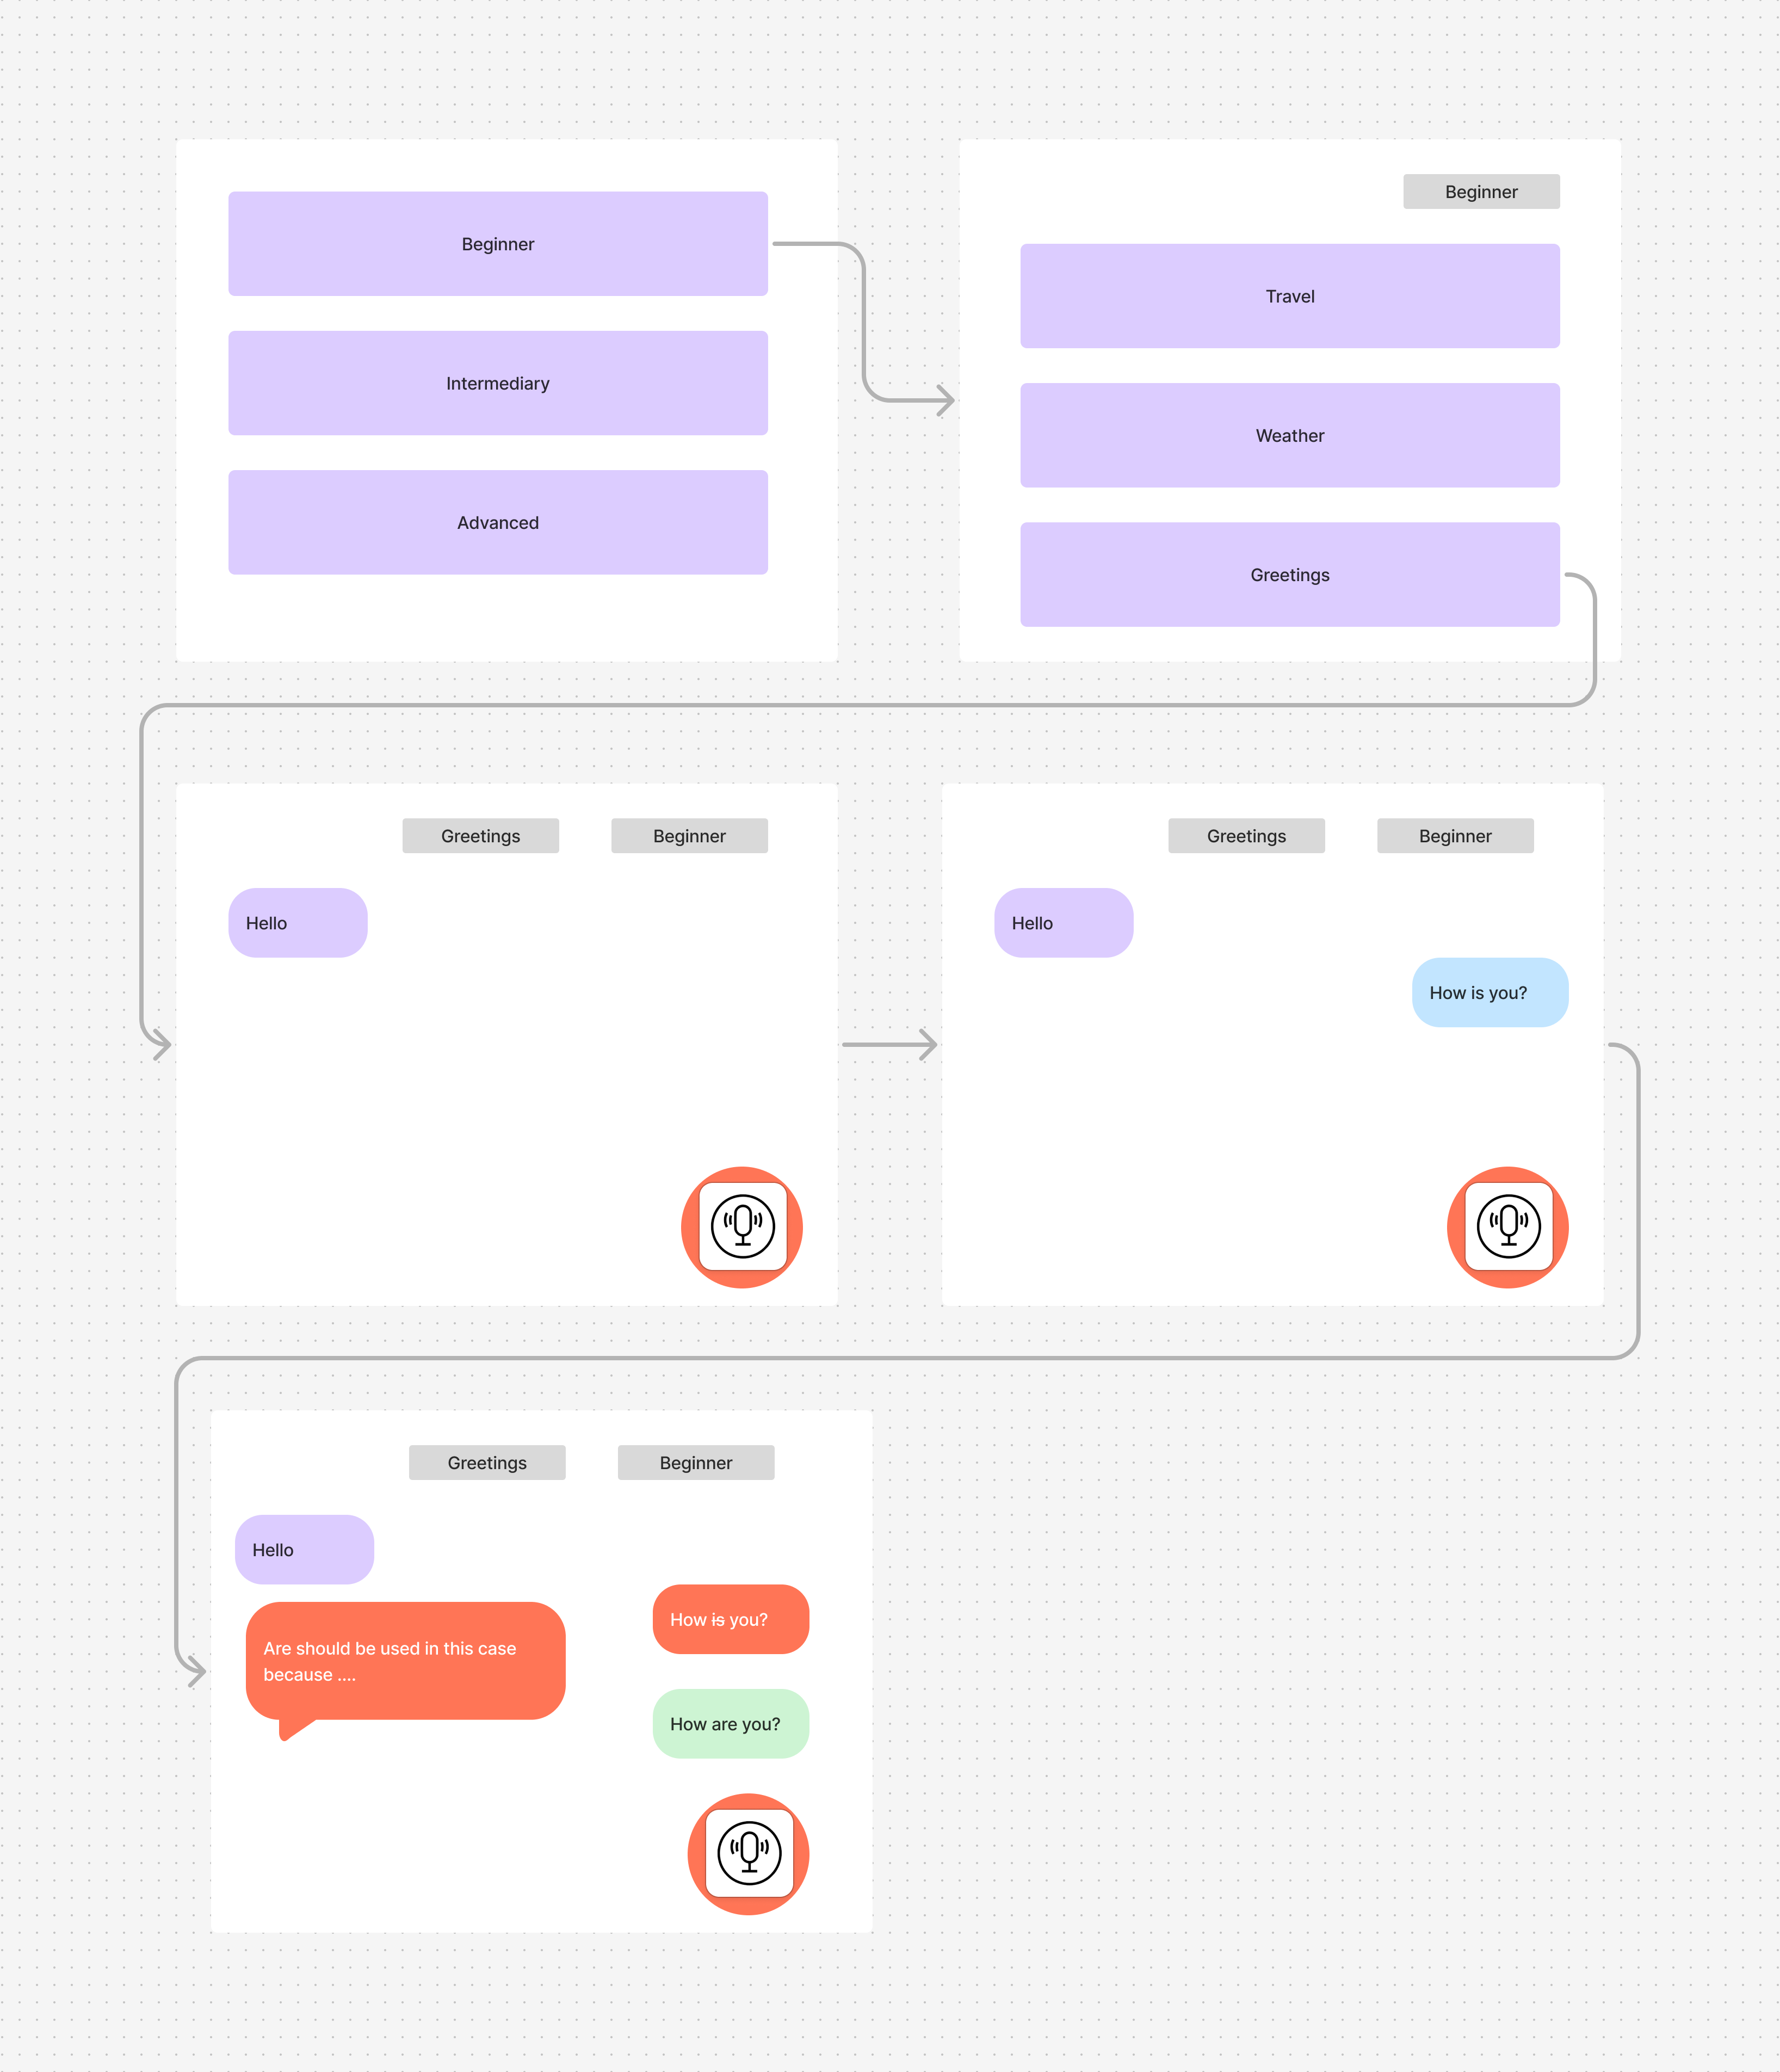 Beginner
Intermediary
Advanced
Beginner
Travel
Weather
Greetings
Greetings
Beginner
Hello
Greetings
Beginner
Hello
How is you?
Greetings
Beginner
Hello
How is you?
Are should be used in this case
because ....
How are you?